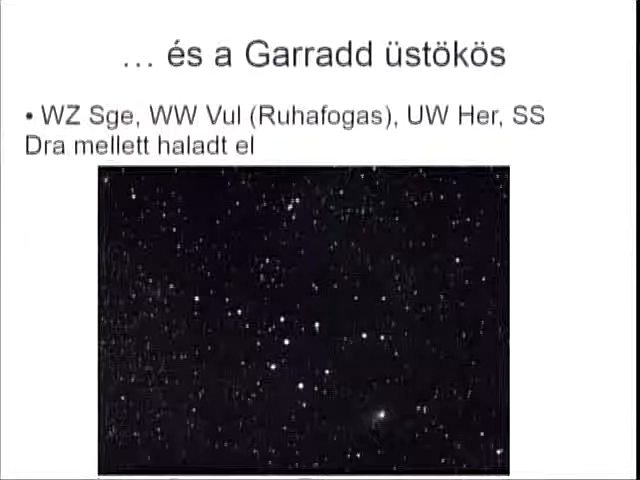 … és a Garradd üstökös
• WZ Sge, WW Vul (Ruhafogas), UW Her, SS
Dra mellett haladt el